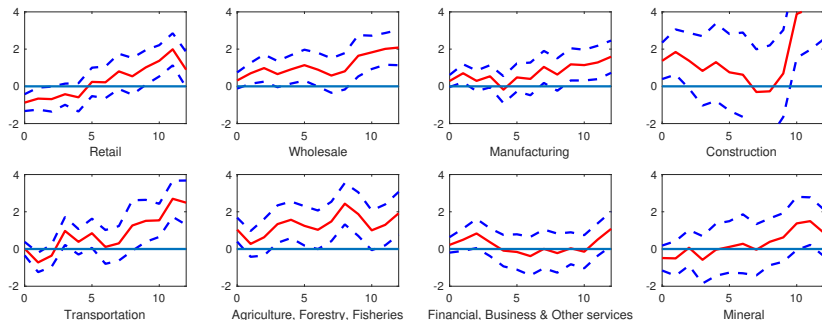 4
2
0
-2
0 5 10
Retail
4
2
0
-2
0 5 10
Wholesale
4
2
0
-2
0 5 10
Manufacturing
4
2
0
-2
0 5 10
Construction
4
2
0
-2
0 5 10
Transportation
4
2
0
-2
0 5 10
Agriculture, Forestry, Fisheries
4
2
0
-2
0 5 10
Financial, Business & Other services
4
2
0
-2
0 5 10
Mineral